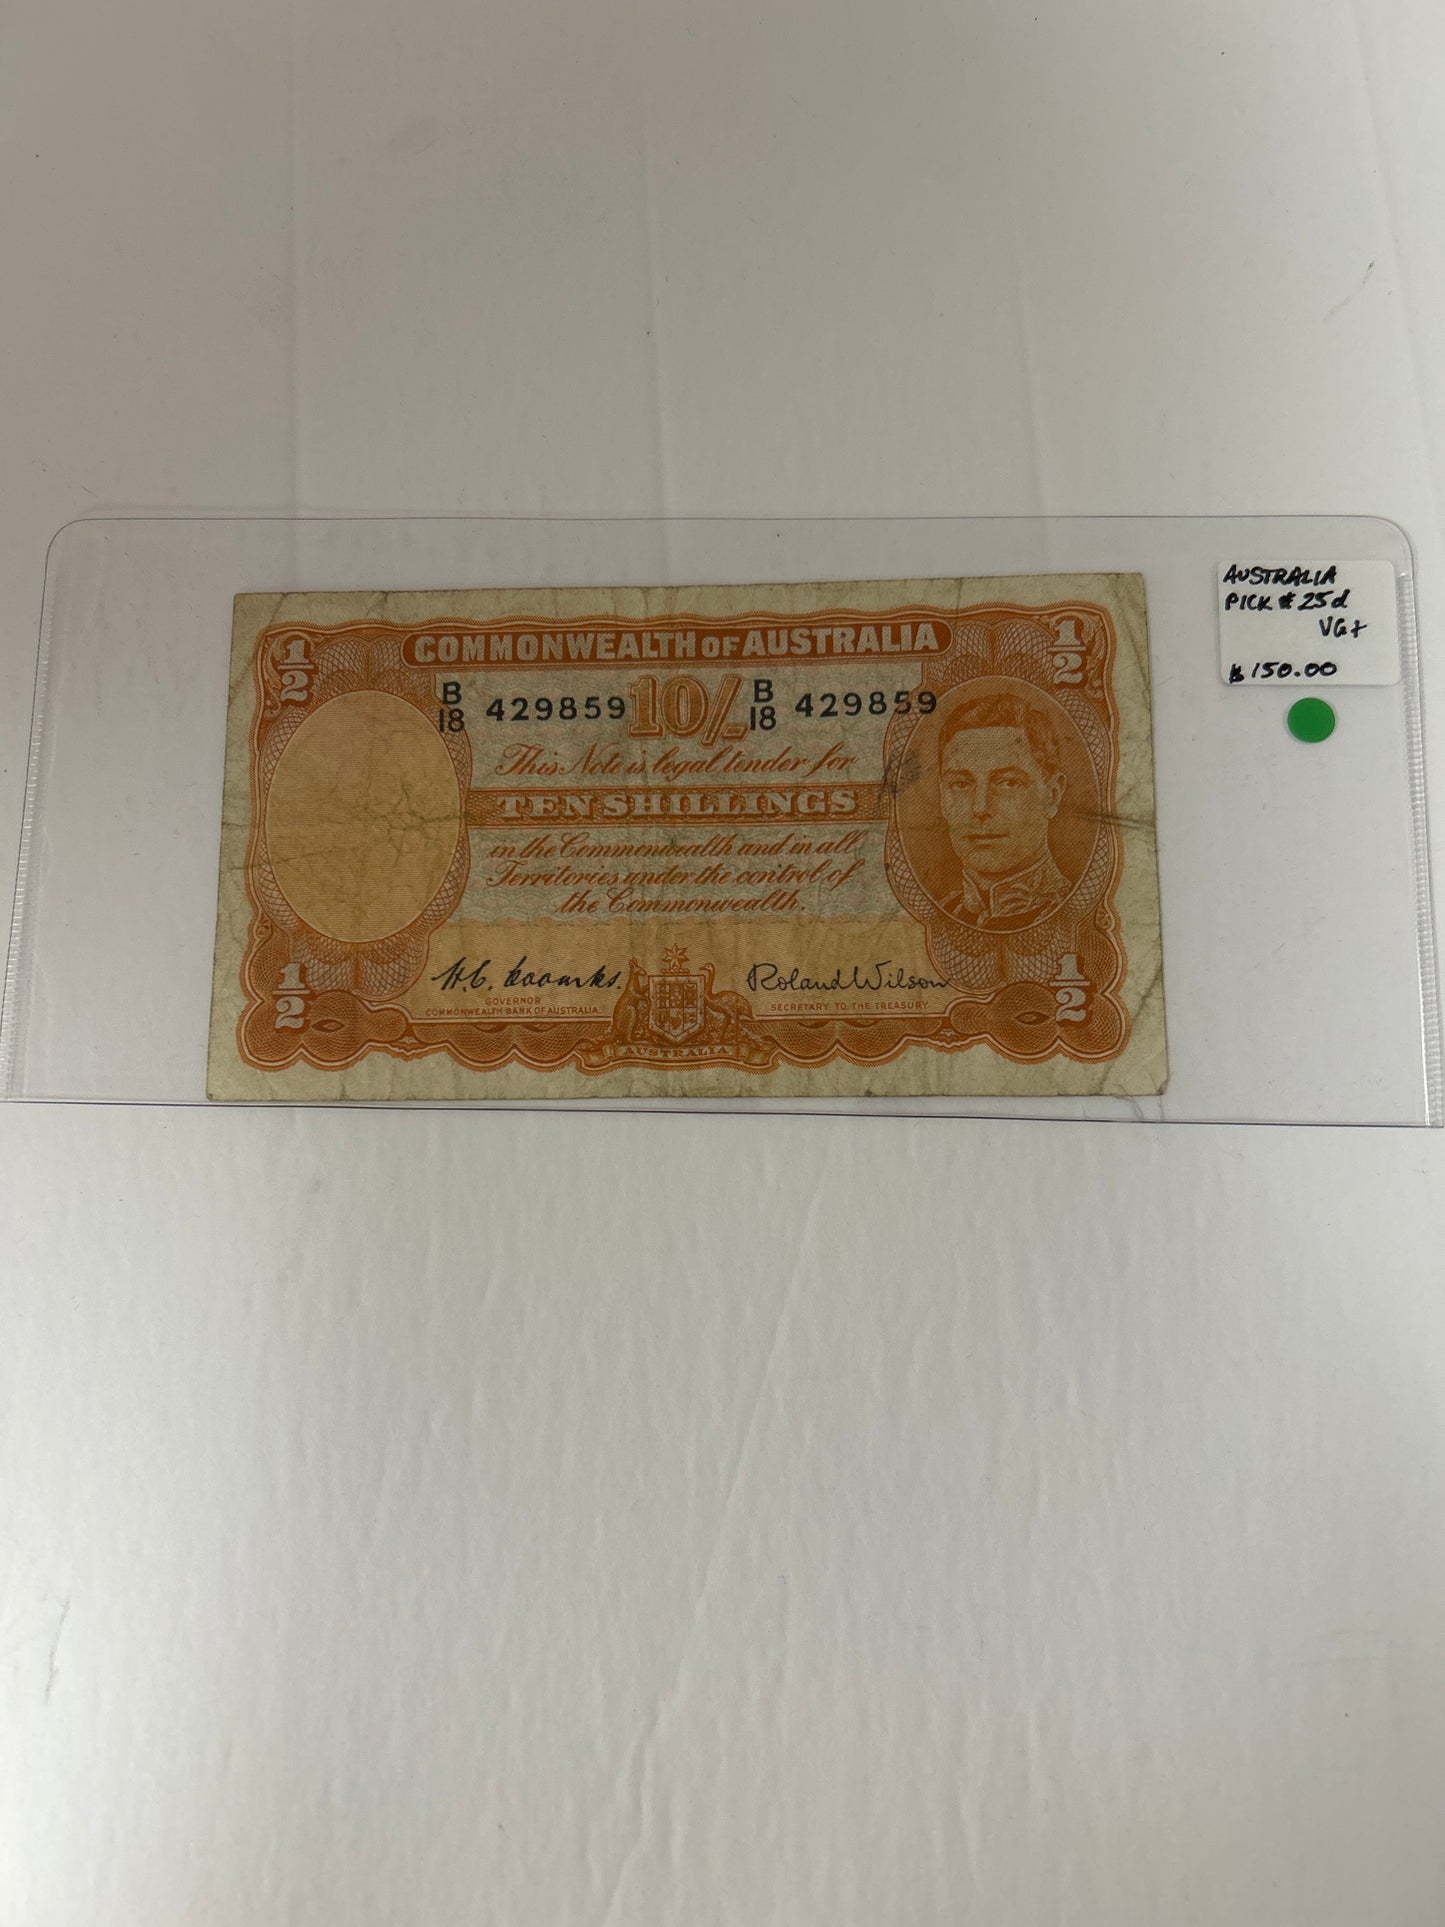 AUSTRALIA
PICK # 25d
VG+
$150.00
1/2
COMMONWEALTH OF AUSTRALIA
1/2
B/18 429859 10/- B/18 429859
This Note is legal tender for
TEN SHILLINGS
in the Commonwealth and in all
Territories under the control of
the Commonwealth.
H.C. Coombs.
Roland Wilson
GOVERNOR
COMMONWEALTH BANK OF AUSTRALIA.
SECRETARY TO THE TREASURY.
1/2
1/2
AUSTRALIA